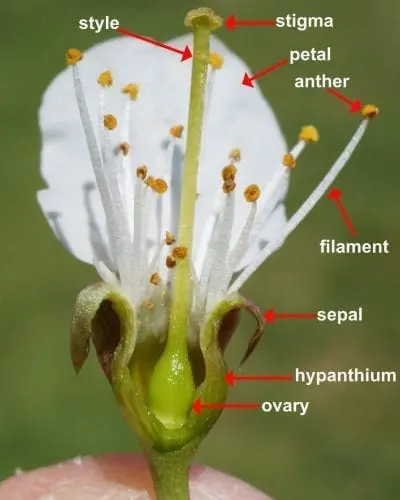 style
stigma
petal
anther
filament
sepal
hypanthium
ovary